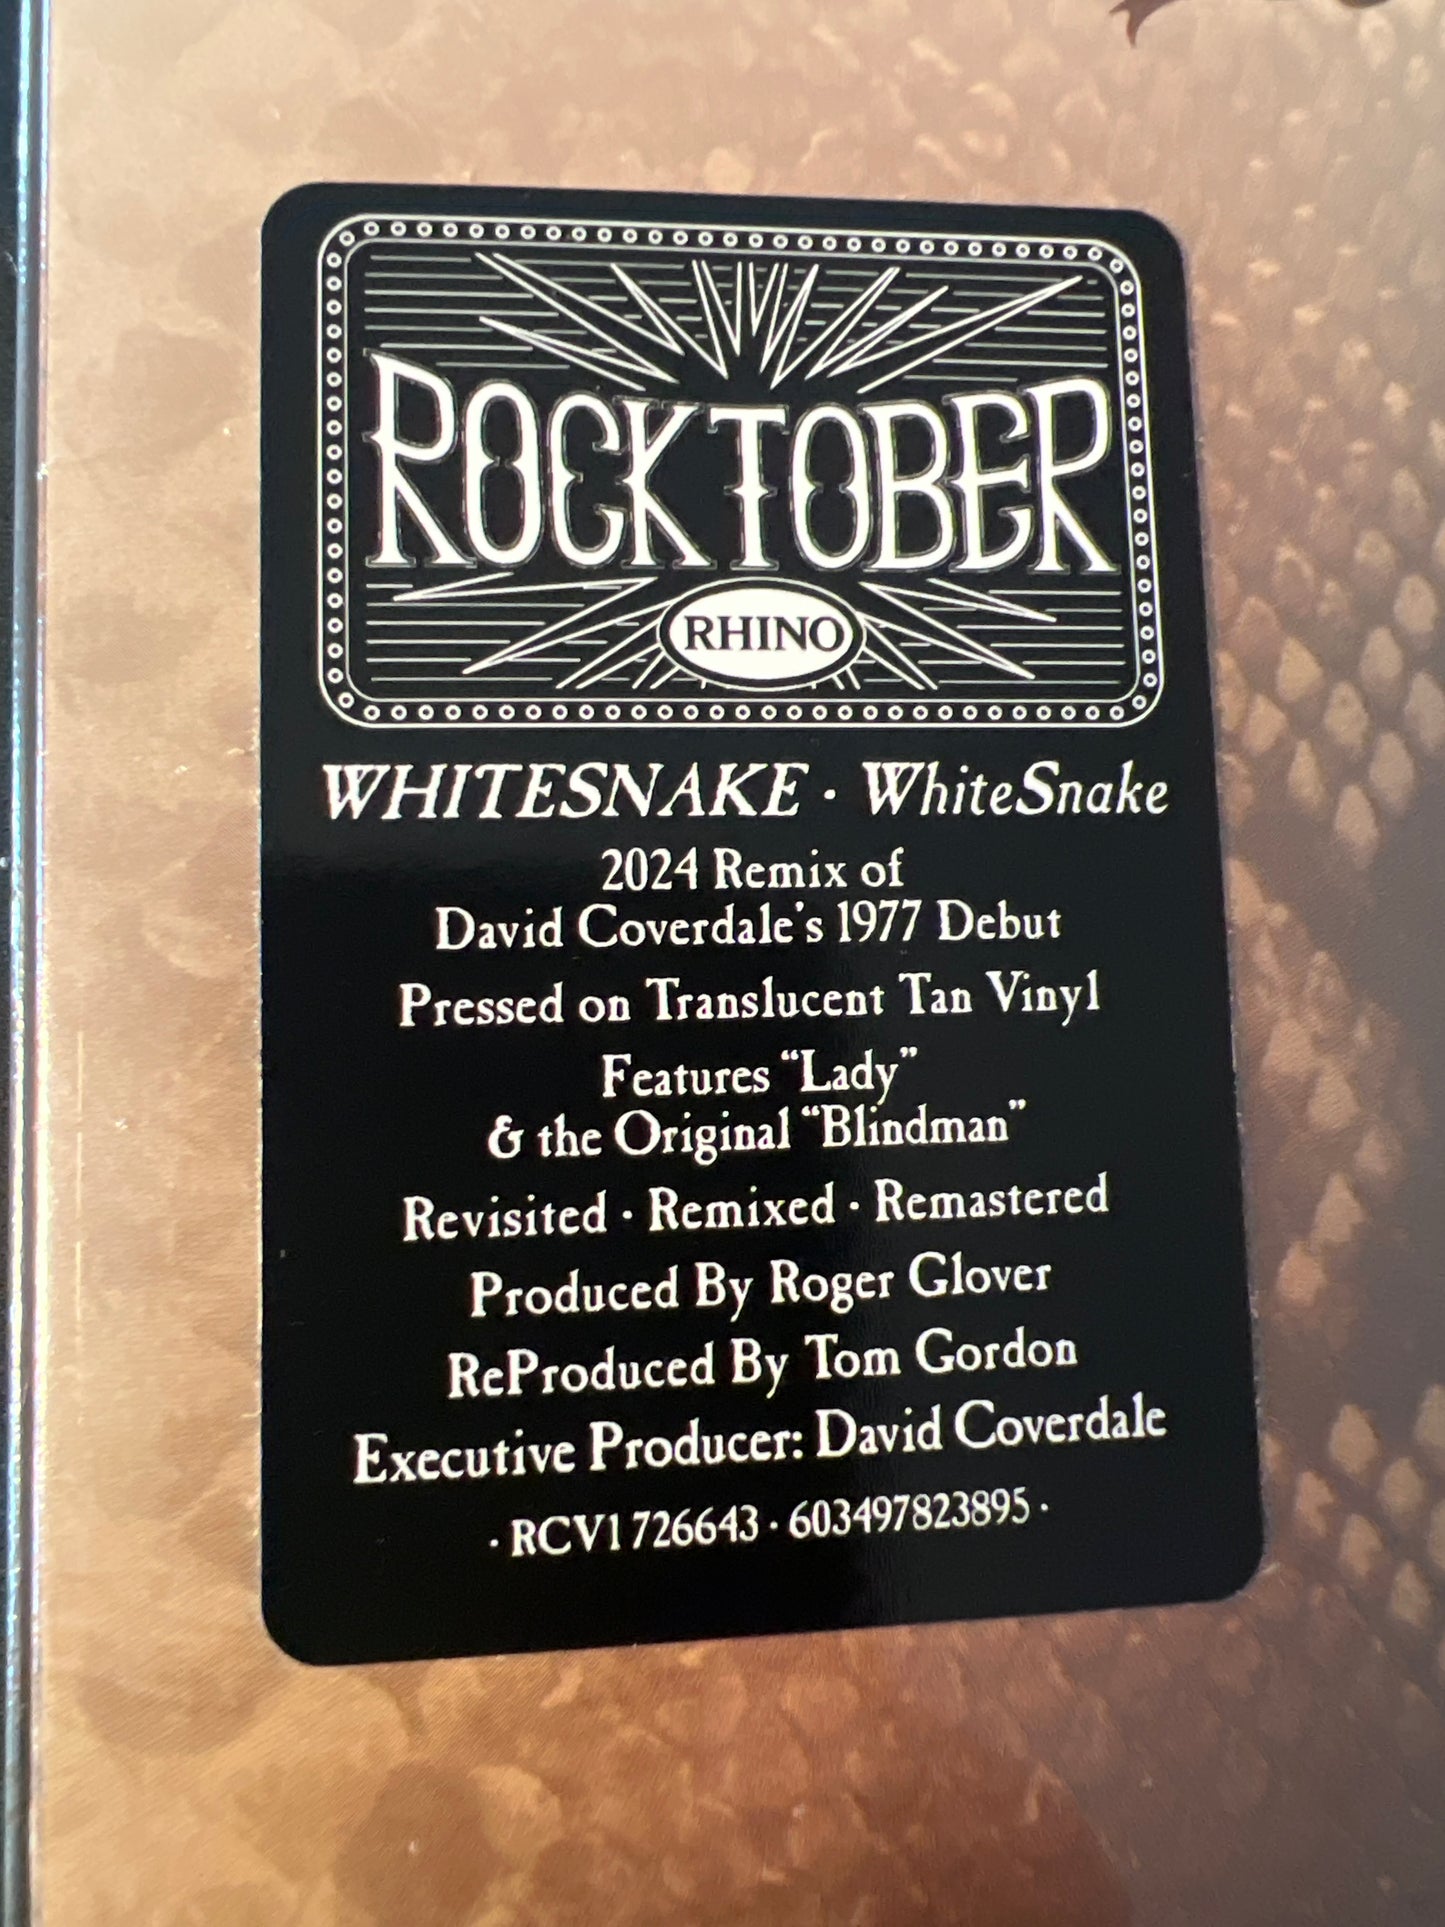 ROCKTOBER
RHINO
WHITESNAKE · WhiteSnake
2024 Remix of
David Coverdale's 1977 Debut
Pressed on Translucent Tan Vinyl
Features “Lady”
& the Original “Blindman”
Revisited · Remixed · Remastered
Produced By Roger Glover
ReProduced By Tom Gordon
Executive Producer: David Coverdale
· RCV1 726643 · 603497823895 ·